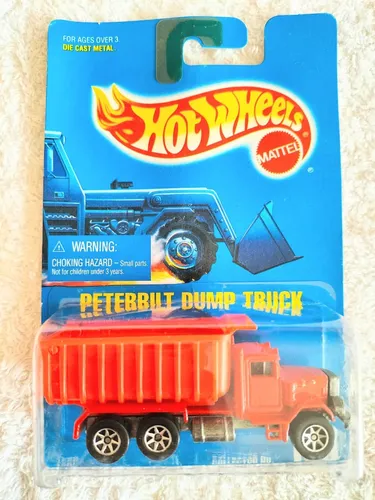 FOR AGES OVER 3.
DIE CAST METAL
Hot Wheels
MATTEL
WARNING:
CHOKING HAZARD – Small parts.
Not for children under 3 years.
PETERBILT DUMP TRUCK